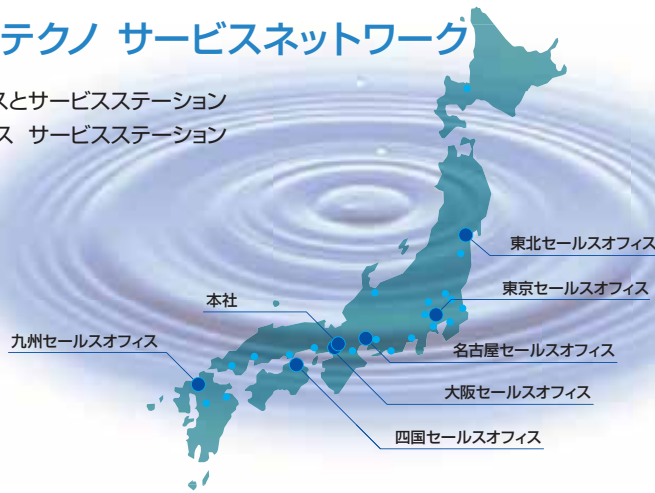 テクノ サービスネットワーク
スとサービスステーション
ス サービスステーション
東北セールスオフィス
東京セールスオフィス
本社
九州セールスオフィス
名古屋セールスオフィス
大阪セールスオフィス
四国セールスオフィス